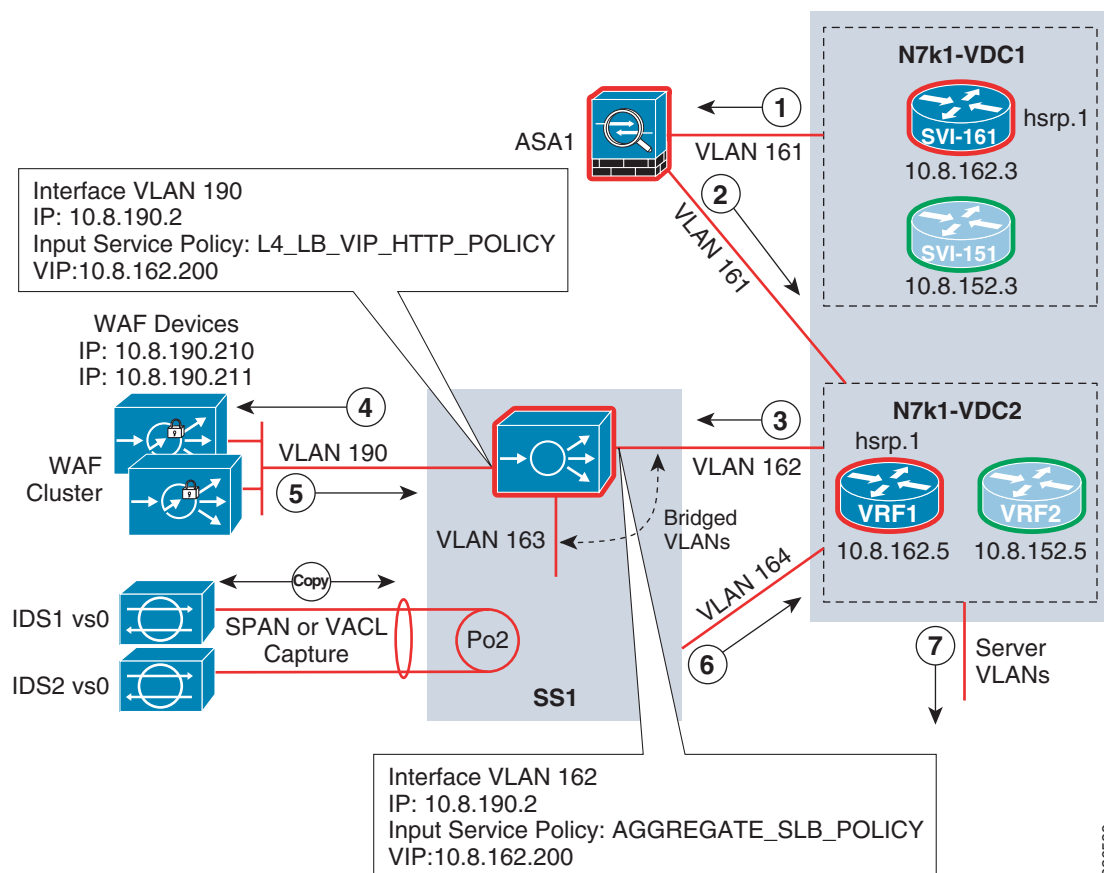 N7k1-VDC1
1
hsrp.1
ASA1
VLAN 161
SVI-161
10.8.162.3
Interface VLAN 190
IP: 10.8.190.2
Input Service Policy: L4_LB_VIP_HTTP_POLICY
VIP:10.8.162.200
2
VLAN 161
SVI-151
10.8.152.3
WAF Devices
IP: 10.8.190.210
IP: 10.8.190.211
4
3
N7k1-VDC2
hsrp.1
WAF
Cluster
VLAN 190
5
VLAN 162
VRF1
VRF2
10.8.162.5
10.8.152.5
VLAN 163
Bridged
VLANs
VLAN 164
Copy
IDS1 vs0
SPAN or VACL
Capture
Po2
6
7
Server
VLANs
IDS2 vs0
SS1
Interface VLAN 162
IP: 10.8.190.2
Input Service Policy: AGGREGATE_SLB_POLICY
VIP:10.8.162.200